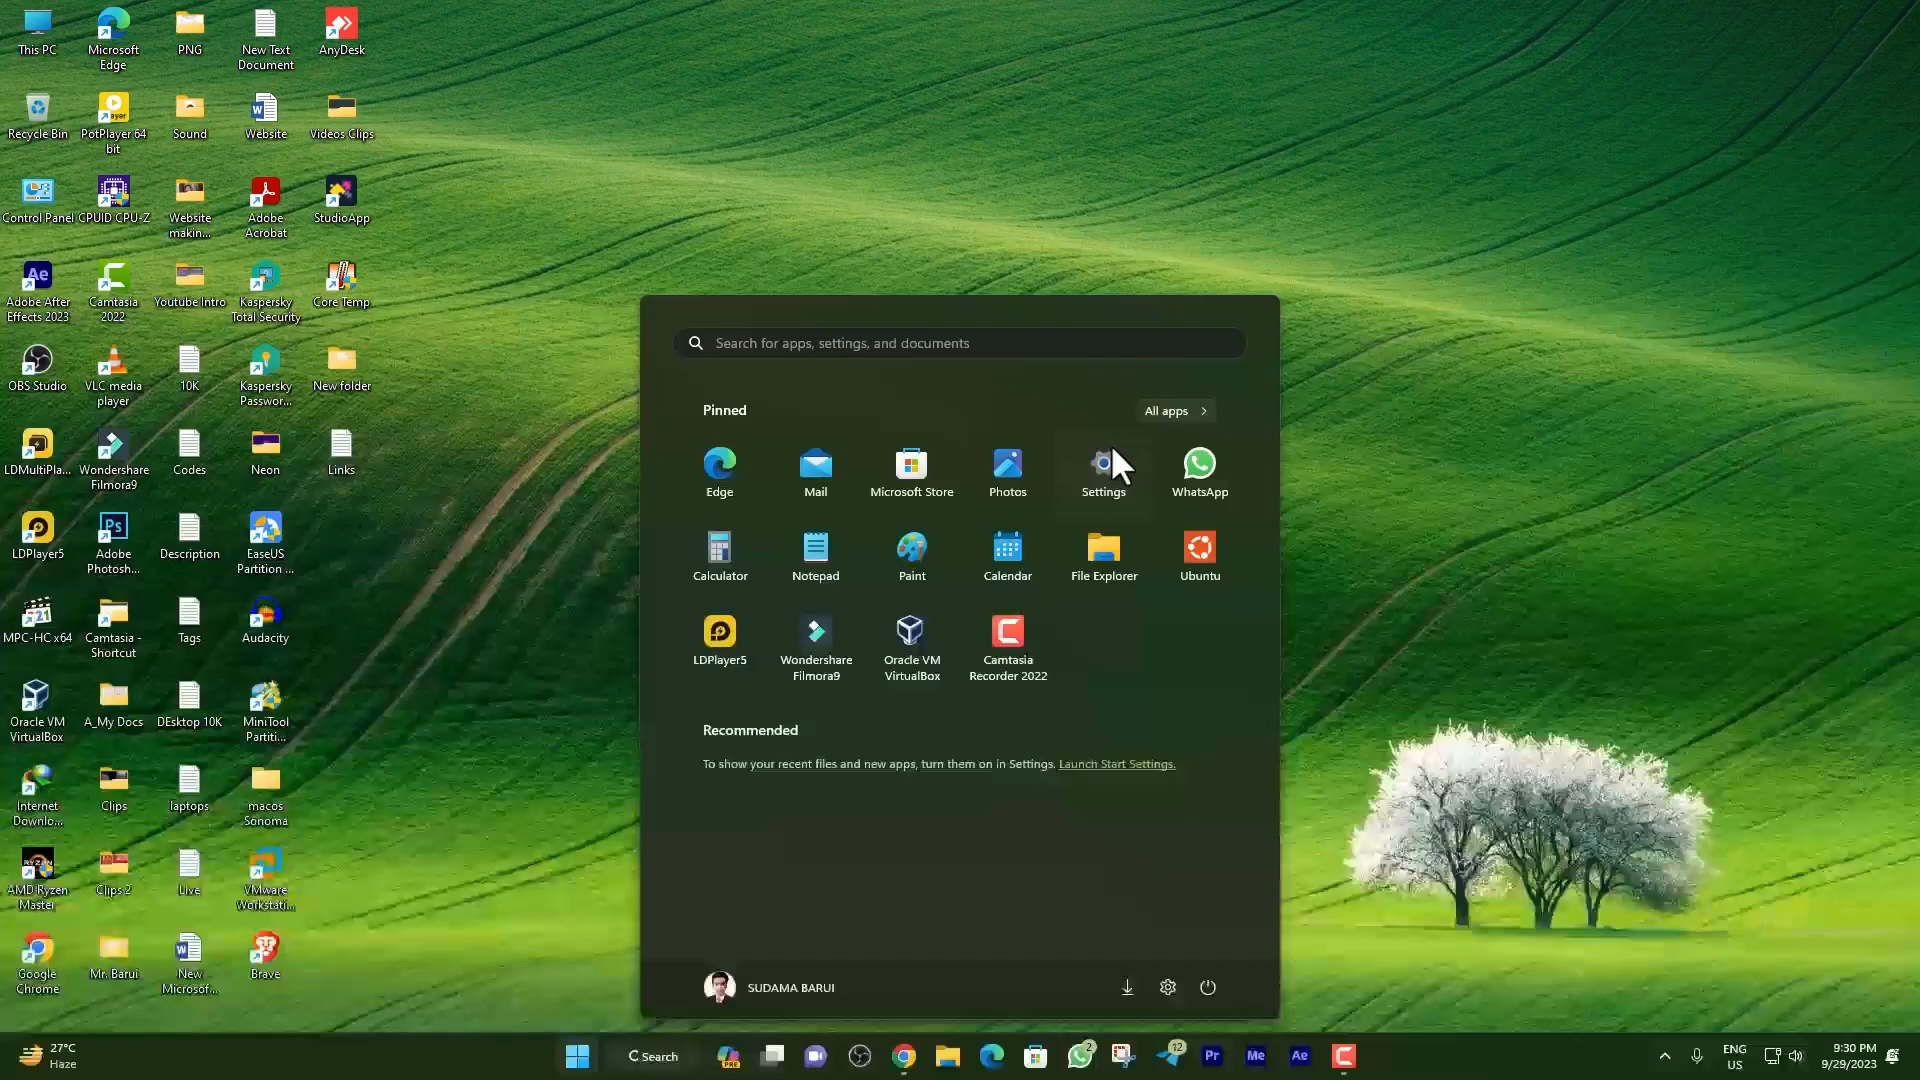 This PC
Microsoft
Edge
PNG
New Text
Document
AnyDesk
Recycle Bin
PotPlayer 64
bit
Sound
Website
Videos Clips
Control Panel
CPUID CPU-Z
Website
makin...
Adobe
Acrobat
StudioApp
Adobe After
Effects 2023
Camtasia
2022
Youtube Intro
Kaspersky
Total Security
Core Temp
OBS Studio
VLC media
player
10K
Kaspersky
Passwor...
New folder
LDMultiPla...
Wondershare
Filmora9
Codes
Neon
Links
LDPlayer5
Adobe
Photosh...
Description
EaseUS
Partition ...
MPC-HC x64
Camtasia -
Shortcut
Tags
Audacity
Oracle VM
VirtualBox
A_My Docs
DEsktop 10K
MiniTool
Partiti...
Internet
Downlo...
Clips
laptops
macos
Sonoma
AMD Ryzen
Master
Clips 2
Live
VMware
Workstati...
Google
Chrome
Mr. Barui
New
Microsof...
Brave
Search for apps, settings, and documents
Pinned
All apps
Edge
Mail
Microsoft Store
Photos
Settings
WhatsApp
Calculator
Notepad
Paint
Calendar
File Explorer
Ubuntu
LDPlayer5
Wondershare
Filmora9
Oracle VM
VirtualBox
Camtasia
Recorder 2022
Recommended
To show your recent files and new apps, turn them on in Settings. Launch Start Settings.
SUDAMA BARUI
27°C
Haze
Search
PRE
2
12
Pr
Me
Ae
ENG
US
9:30 PM
9/29/2023